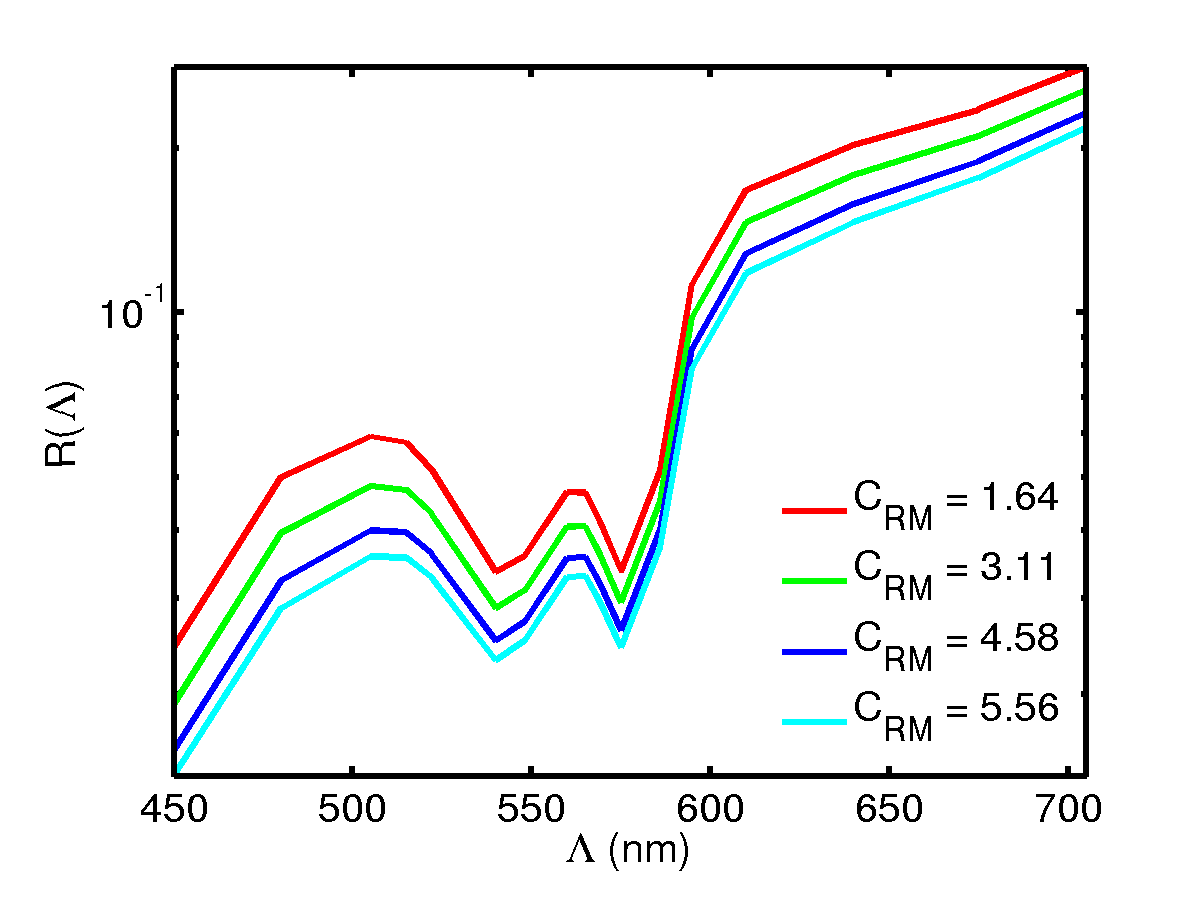 10-1
R(Λ)
C_RM = 1.64
C_RM = 3.11
C_RM = 4.58
C_RM = 5.56
450 500 550 600 650 700
Λ (nm)